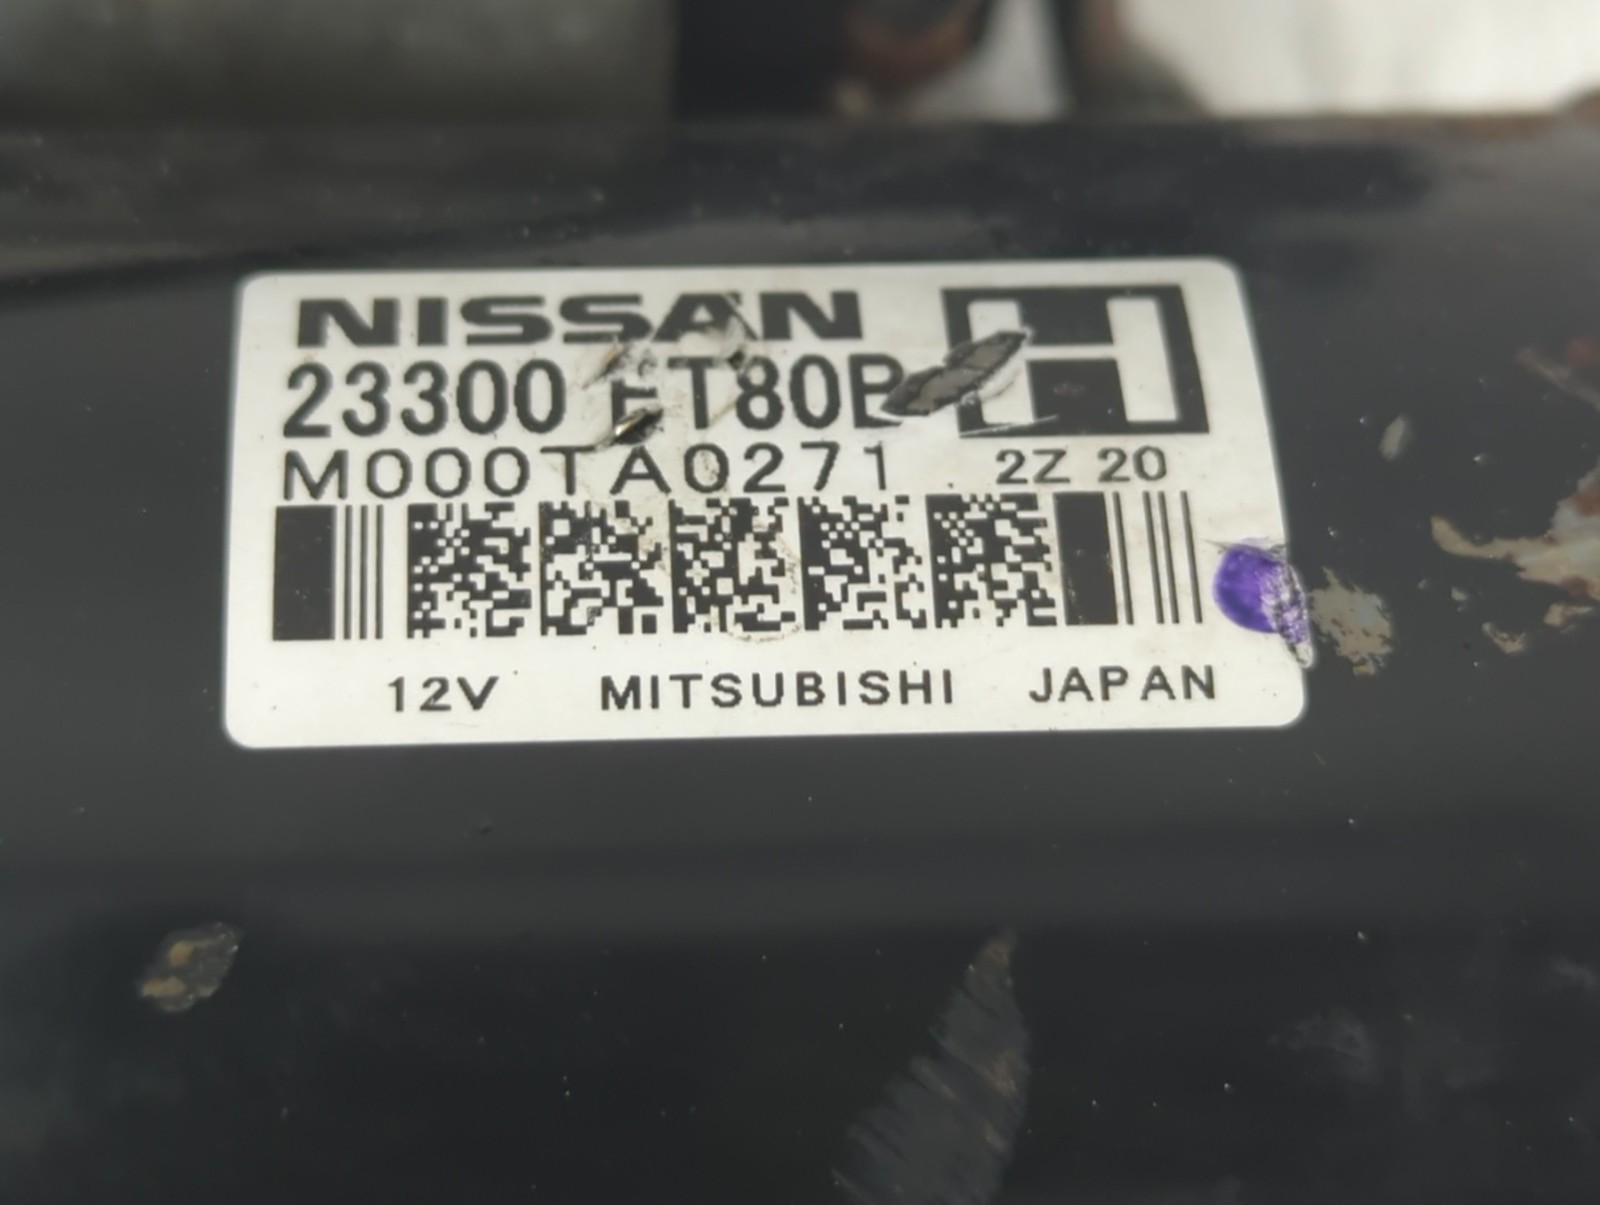 NISSAN H
23300 ET80B
M000TA0271 2Z 20
12V MITSUBISHI JAPAN